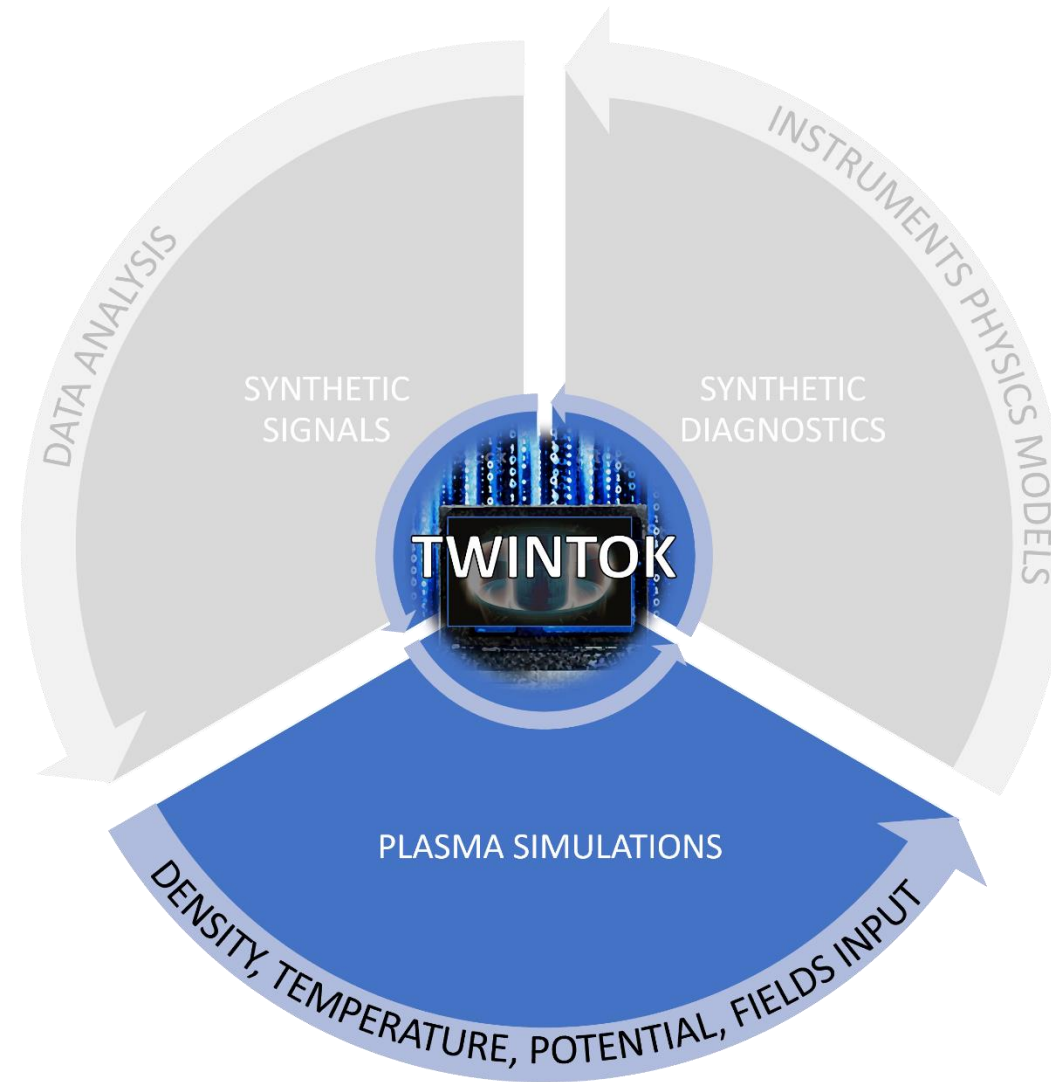 DATA ANALYSIS
INSTRUMENTS PHYSICS MODELS
SYNTHETIC
SIGNALS
SYNTHETIC
DIAGNOSTICS
TWINTOK
PLASMA SIMULATIONS
DENSITY, TEMPERATURE, POTENTIAL, FIELDS INPUT